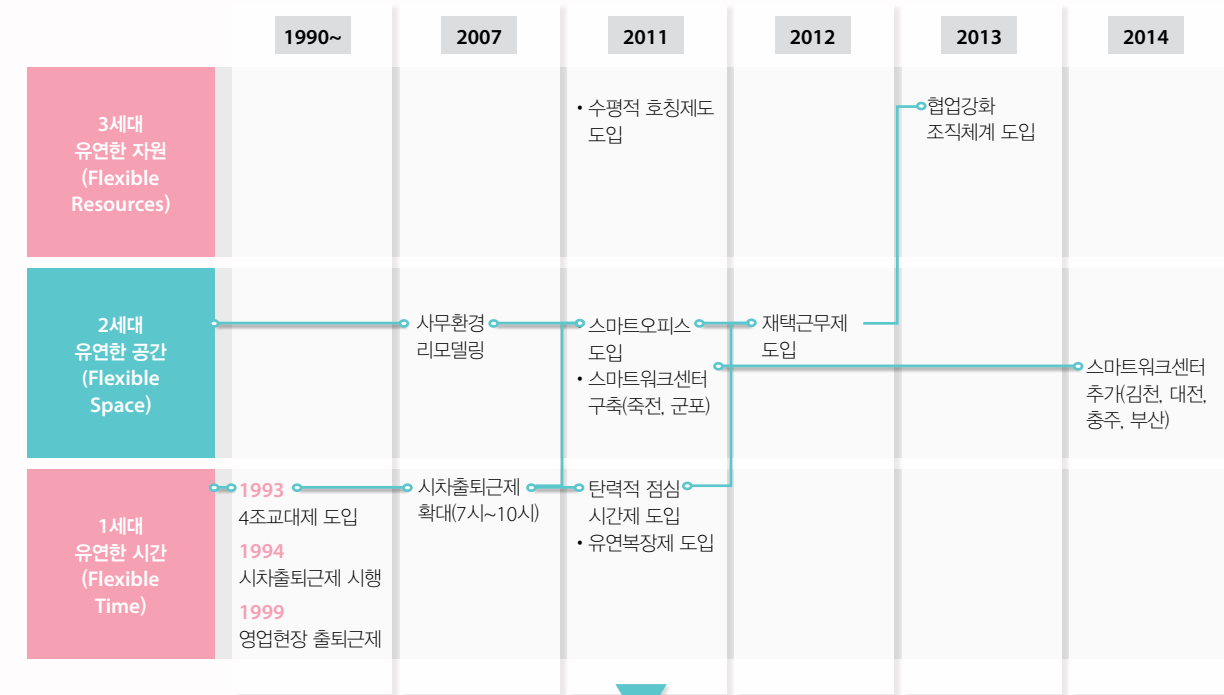 1990~
2007
2011
2012
2013
2014
3세대
유연한 자원
(Flexible
Resources)
• 수평적 호칭제도
도입
협업강화
조직체계 도입
2세대
유연한 공간
(Flexible
Space)
사무환경
리모델링
스마트오피스
도입
• 스마트워크센터
구축(죽전, 군포)
재택근무제
도입
스마트워크센터
추가(김천, 대전,
충주, 부산)
1세대
유연한 시간
(Flexible
Time)
1993
4조교대제 도입
1994
시차출퇴근제 시행
1999
영업현장 출퇴근제
시차출퇴근제
확대(7시~10시)
탄력적 점심
시간제 도입
• 유연복장제 도입